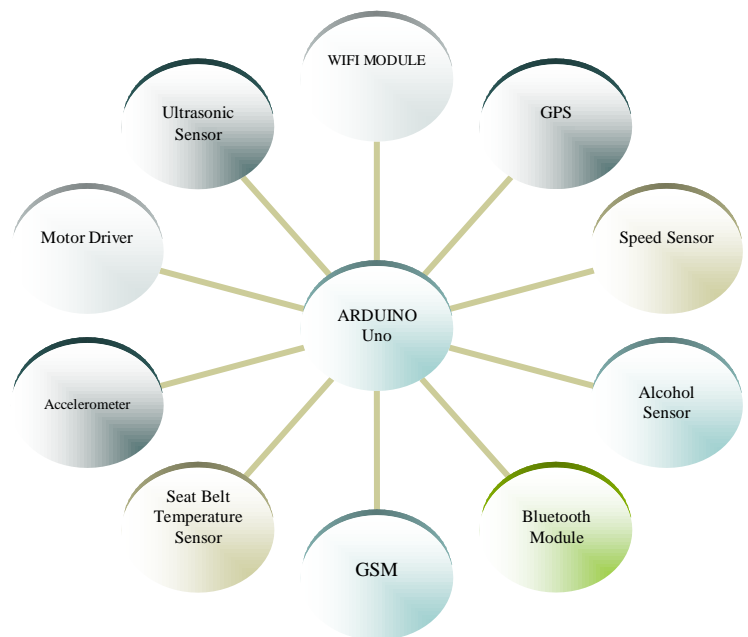 WIFI MODULE
GPS
Speed Sensor
Alcohol
Sensor
Bluetooth
Module
GSM
Seat Belt
Temperature
Sensor
Accelerometer
Motor Driver
Ultrasonic
Sensor
ARDUINO
Uno